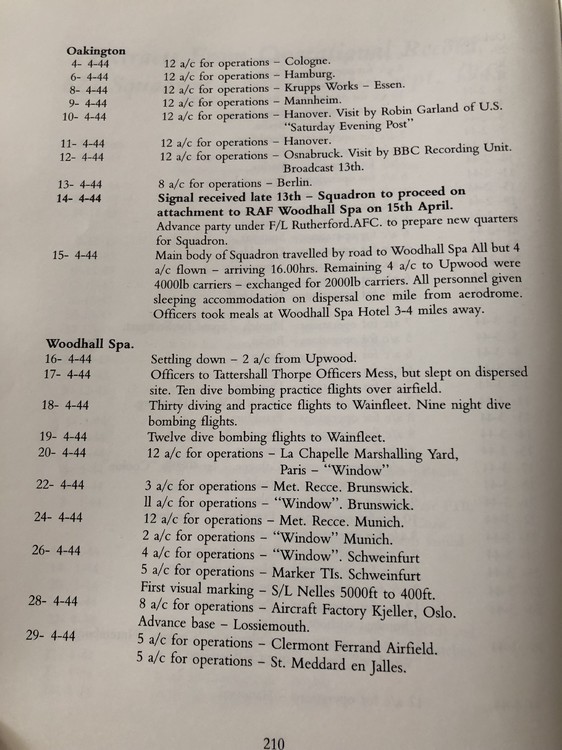 Oakington
4- 4-44 12 a/c for operations – Cologne.
6- 4-44 12 a/c for operations – Hamburg.
8- 4-44 12 a/c for operations – Krupps Works – Essen.
9- 4-44 12 a/c for operations – Mannheim.
10- 4-44 12 a/c for operations – Hanover. Visit by Robin Garland of U.S.
“Saturday Evening Post”
11- 4-44 12 a/c for operations – Hanover.
12- 4-44 12 a/c for operations – Osnabruck. Visit by BBC Recording Unit.
Broadcast 13th.
13- 4-44 8 a/c for operations – Berlin.
14- 4-44 Signal received late 13th – Squadron to proceed on
attachment to RAF Woodhall Spa on 15th April.
Advance party under F/L Rutherford.AFC. to prepare new quarters
for Squadron.
15- 4-44 Main body of Squadron travelled by road to Woodhall Spa All but 4
a/c flown – arriving 16.00hrs. Remaining 4 a/c to Upwood were
4000lb carriers – exchanged for 2000lb carriers. All personnel given
sleeping accommodation on dispersal one mile from aerodrome.
Officers took meals at Woodhall Spa Hotel 3-4 miles away.
Woodhall Spa.
16- 4-44 Settling down – 2 a/c from Upwood.
17- 4-44 Officers to Tattershall Thorpe Officers Mess, but slept on dispersed
site. Ten dive bombing practice flights over airfield.
18- 4-44 Thirty diving and practice flights to Wainfleet. Nine night dive
bombing flights.
19- 4-44 Twelve dive bombing flights to Wainfleet.
20- 4-44 12 a/c for operations – La Chapelle Marshalling Yard,
Paris – “Window”
22- 4-44 3 a/c for operations – Met. Recce. Brunswick.
ll a/c for operations – “Window”. Brunswick.
24- 4-44 12 a/c for operations – Met. Recce. Munich.
2 a/c for operations – “Window” Munich.
26- 4-44 4 a/c for operations – “Window”. Schweinfurt
5 a/c for operations – Marker TIs. Schweinfurt
First visual marking – S/L Nelles 5000ft to 400ft.
28- 4-44 8 a/c for operations – Aircraft Factory Kjeller, Oslo.
Advance base – Lossiemouth.
29- 4-44 5 a/c for operations – Clermont Ferrand Airfield.
5 a/c for operations – St. Meddard en Jalles.
210